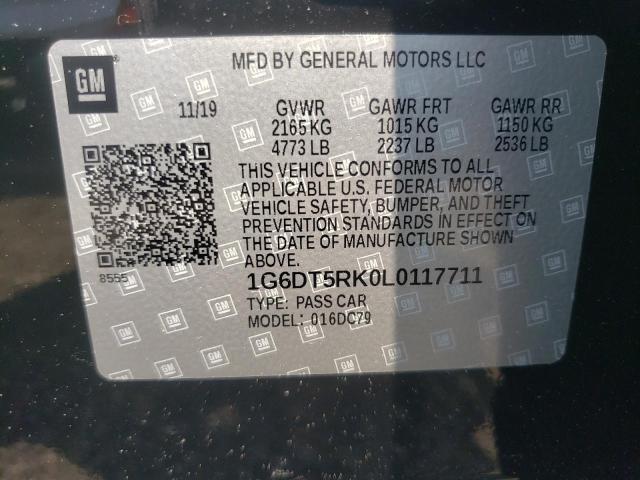 GM
MFD BY GENERAL MOTORS LLC
11/19 GVWR GAWR FRT GAWR RR
2165 KG 1015 KG 1150 KG
4773 LB 2237 LB 2536 LB
THIS VEHICLE CONFORMS TO ALL
APPLICABLE U.S. FEDERAL MOTOR
VEHICLE SAFETY, BUMPER, AND THEFT
PREVENTION STANDARDS IN EFFECT ON
THE DATE OF MANUFACTURE SHOWN
ABOVE.
8555
1G6DT5RK0L0117711
TYPE: PASS CAR
MODEL: 016DC79